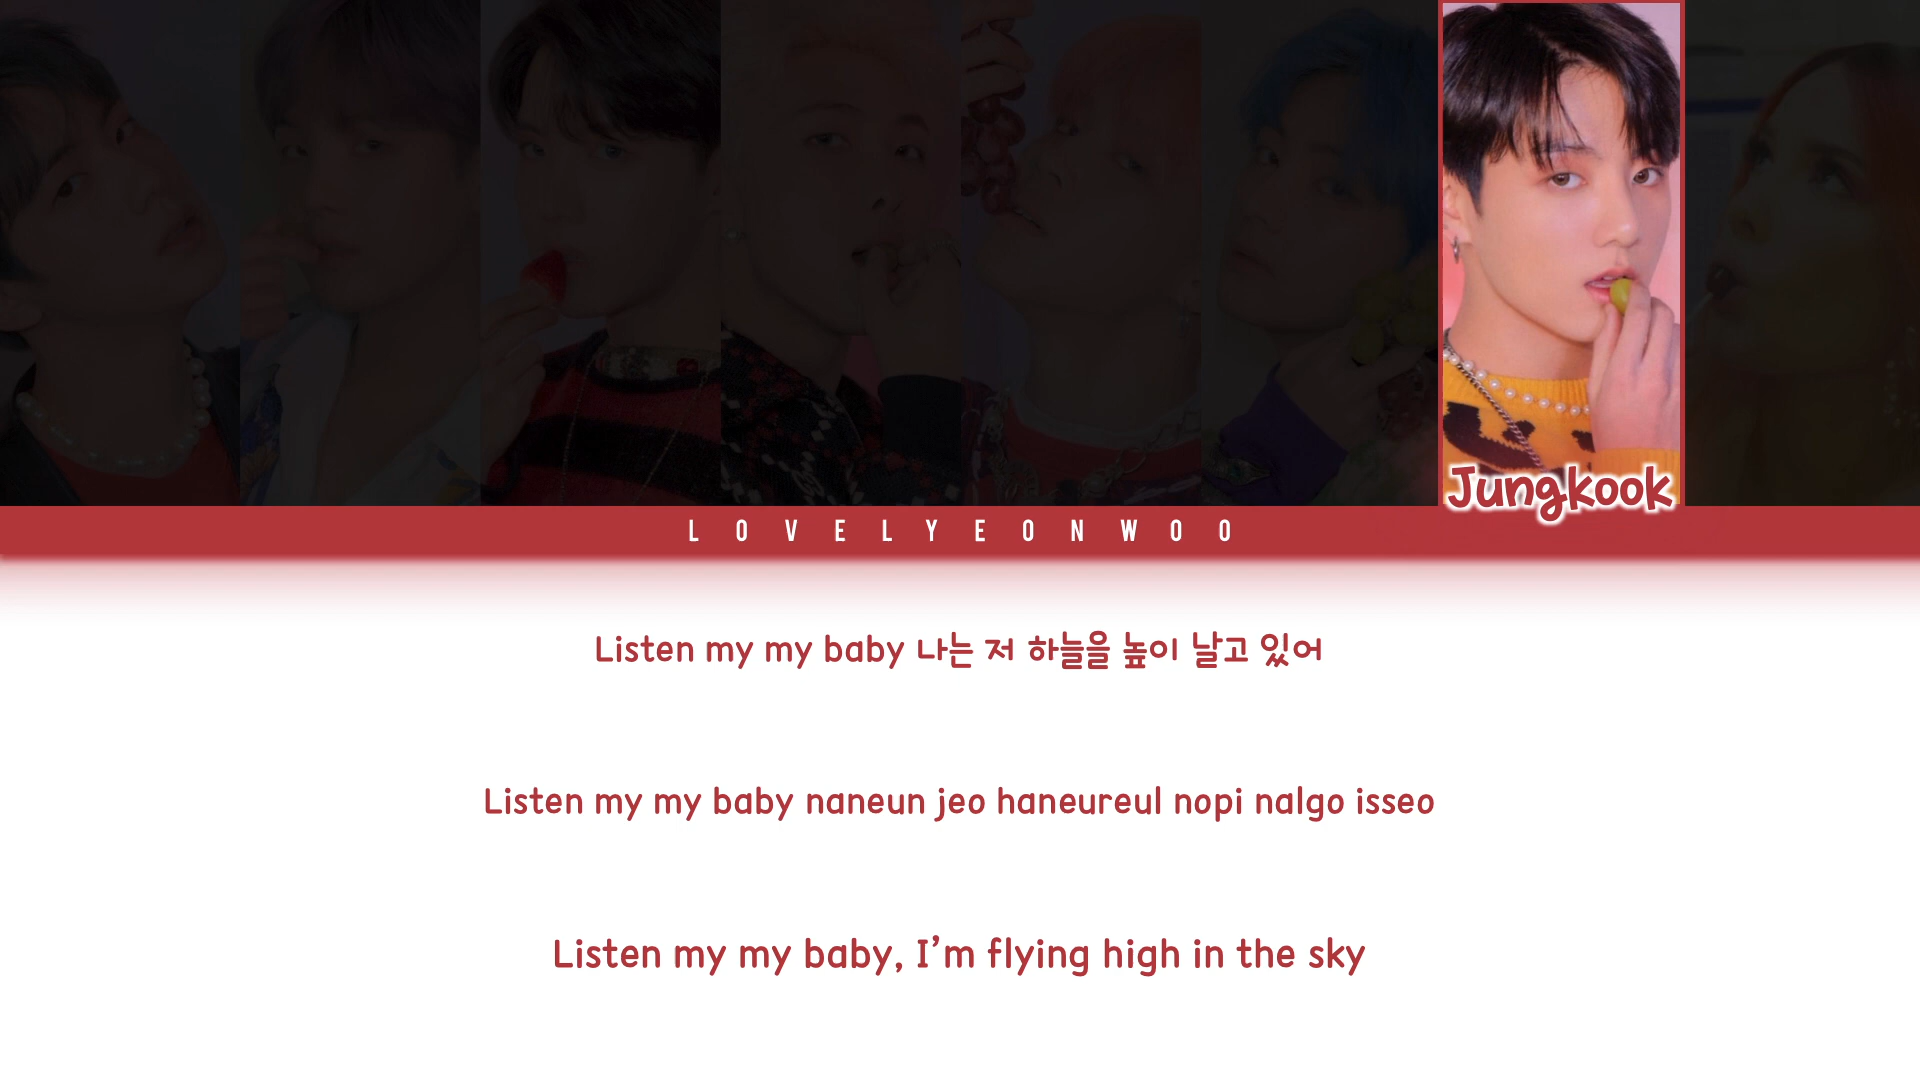 Jungkook
LOVELYEONWOO
Listen my my baby 나는 저 하늘을 높이 날고 있어
Listen my my baby naneun jeo haneureul nopi nalgo isseo
Listen my my baby, I’m flying high in the sky